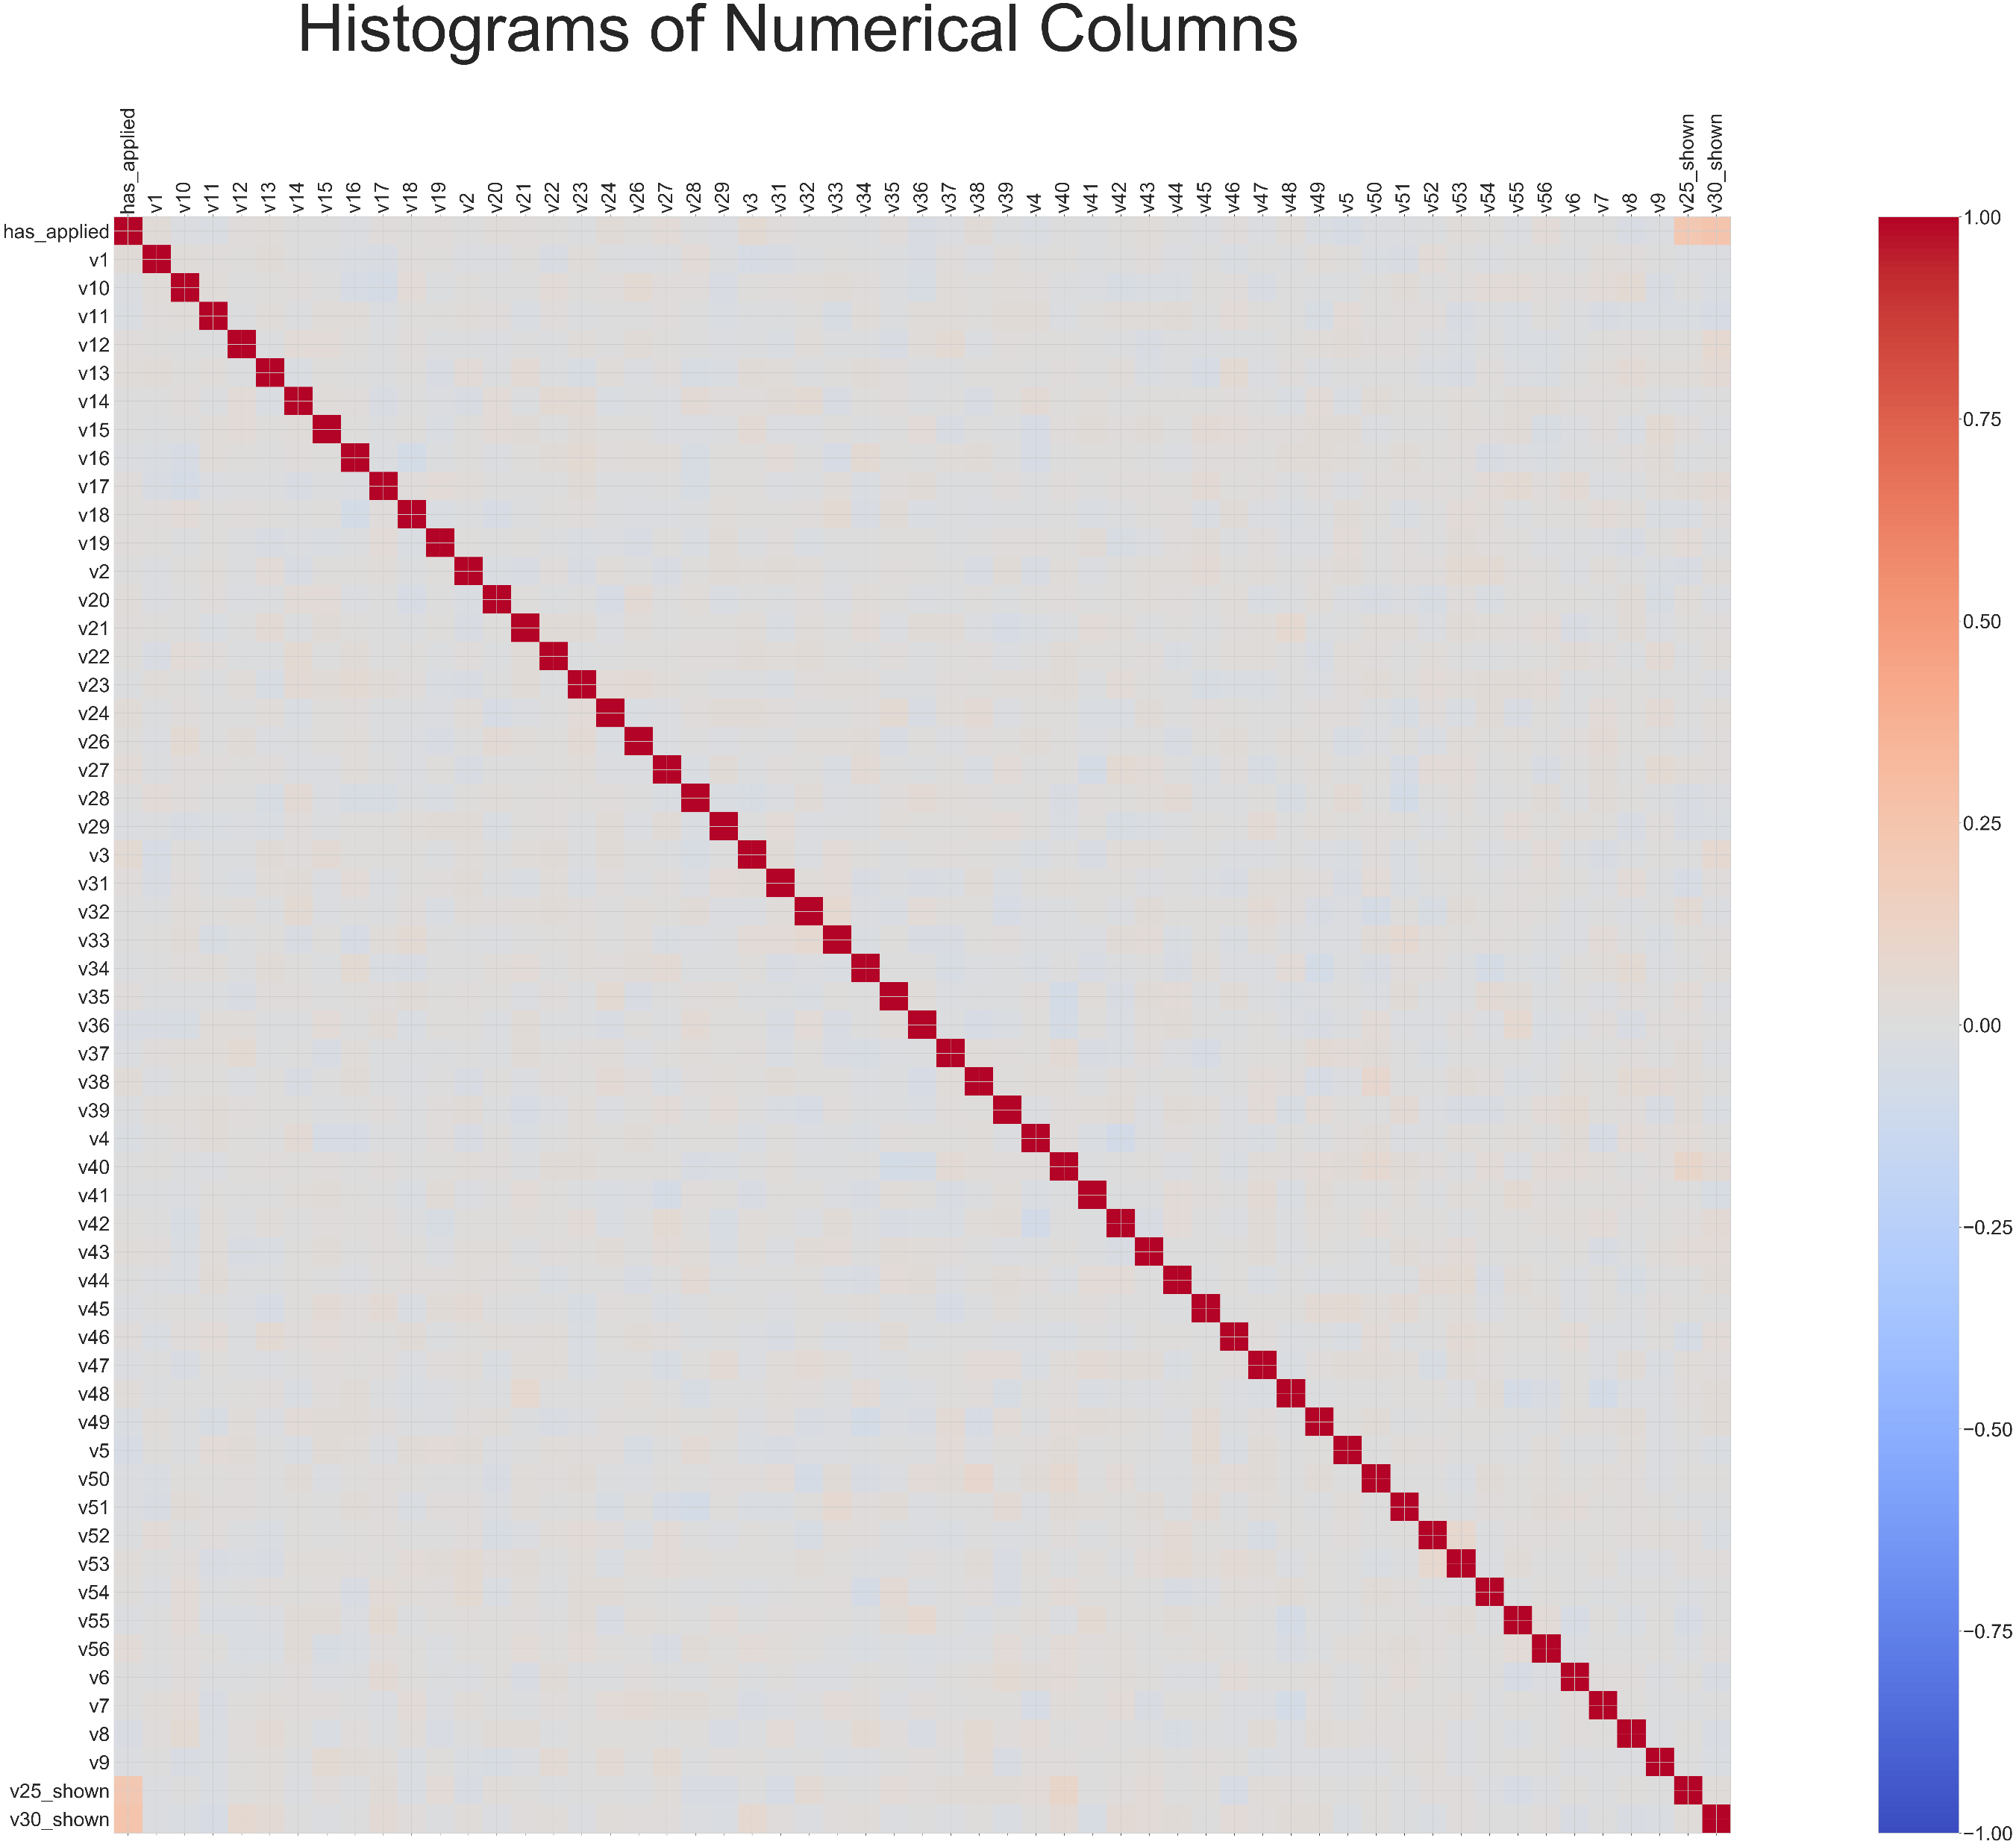 Histograms of Numerical Columns
has_applied v1 v10 v11 v12 v13 v14 v15 v16 v17 v18 v19 v2 v20 v21 v22 v23 v24 v26 v27 v28 v29 v3 v31 v32 v33 v34 v35 v36 v37 v38 v39 v4 v40 v41 v42 v43 v44 v45 v46 v47 v48 v49 v5 v50 v51 v52 v53 v54 v55 v56 v6 v7 v8 v9 v25_shown v30_shown
has_applied
v1
v10
v11
v12
v13
v14
v15
v16
v17
v18
v19
v2
v20
v21
v22
v23
v24
v26
v27
v28
v29
v3
v31
v32
v33
v34
v35
v36
v37
v38
v39
v4
v40
v41
v42
v43
v44
v45
v46
v47
v48
v49
v5
v50
v51
v52
v53
v54
v55
v56
v6
v7
v8
v9
v25_shown
v30_shown
1.00
0.75
0.50
0.25
0.00
−0.25
−0.50
−0.75
−1.00